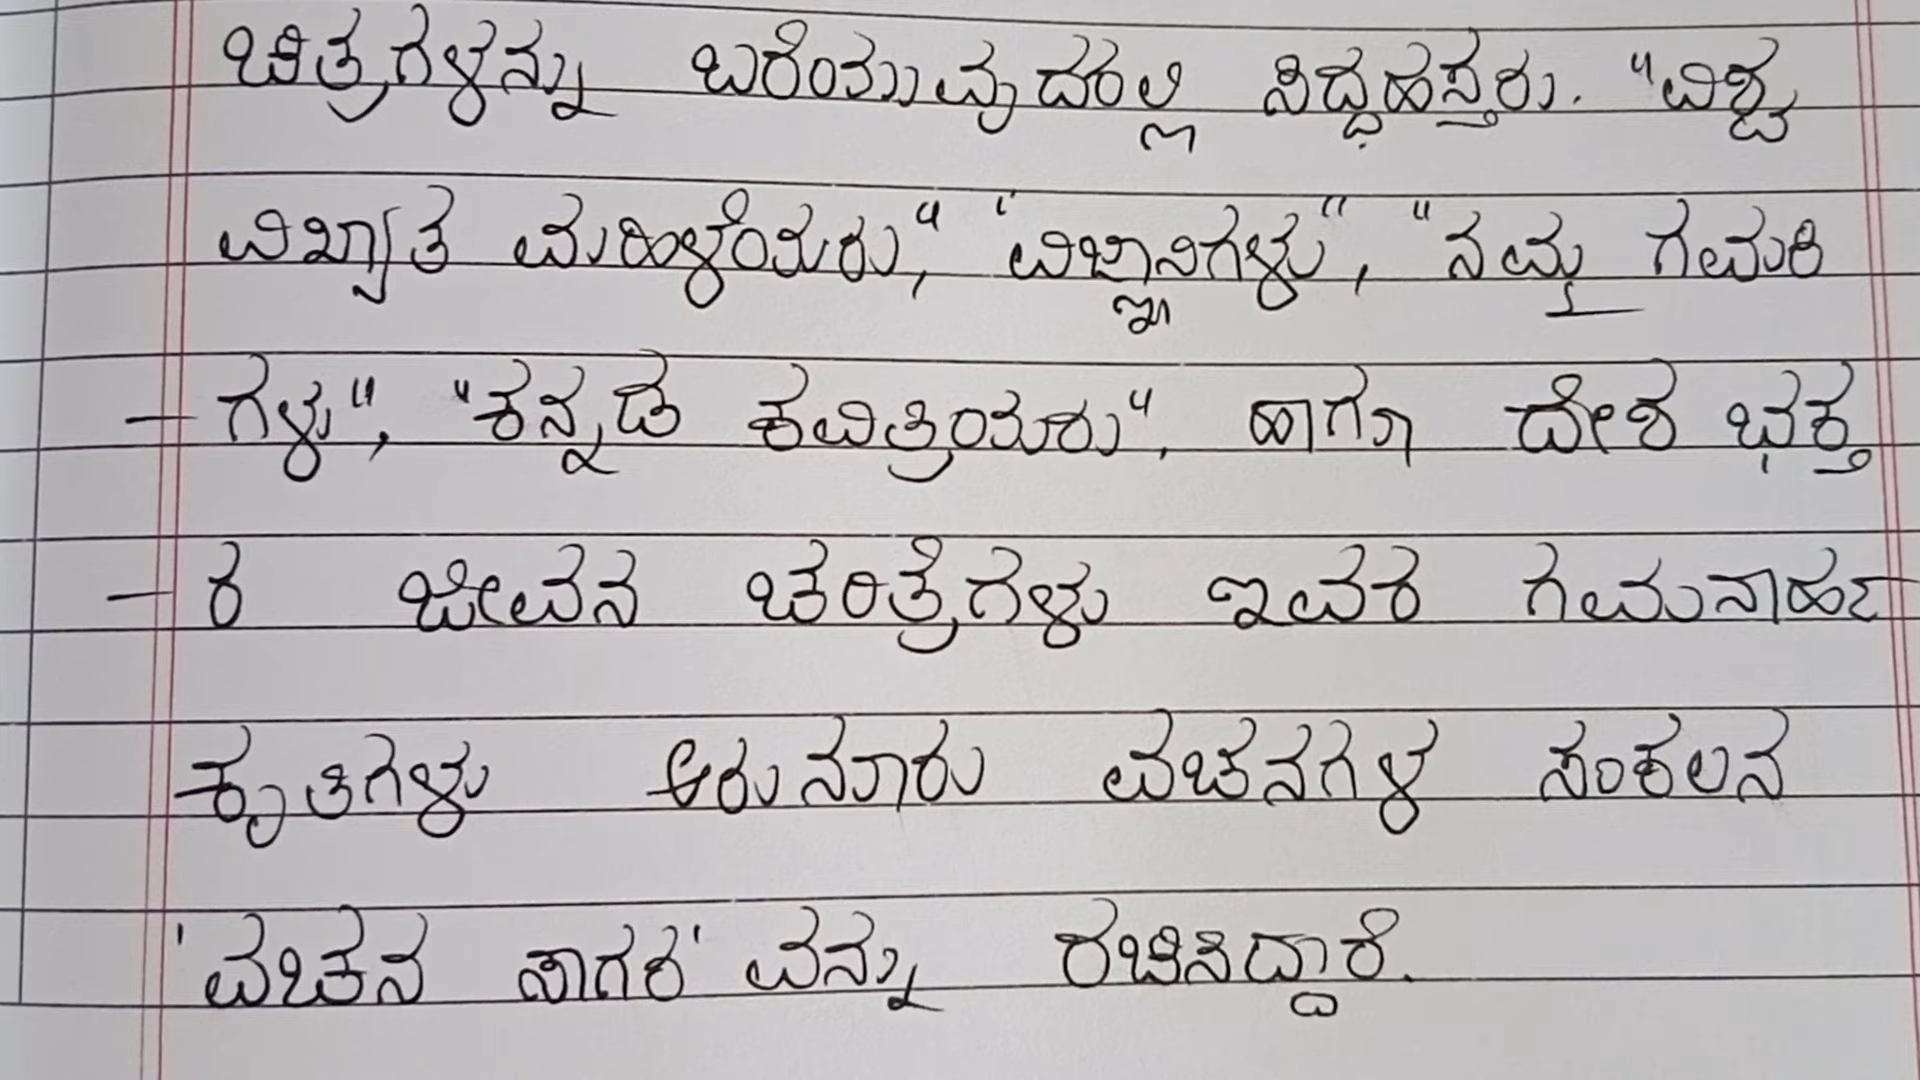 ಚಿತ್ರಗಳನ್ನು ಬರೆಯುವುದರಲ್ಲಿ ಸಿದ್ಧಹಸ್ತರು. "ವಿಶ್ವ
ವಿಖ್ಯಾತ ಮಹಿಳೆಯರು," "ವಿಜ್ಞಾನಿಗಳು", "ನಮ್ಮ ಗಮಕಿ
-ಗಳು", "ಕನ್ನಡ ಕವಿತ್ರಿಯರು", ಹಾಗೂ ದೇಶ ಭಕ್ತ
-ರ ಜೀವನ ಚರಿತ್ರೆಗಳು ಇವರ ಗಮನಾರ್ಹ
ಕೃತಿಗಳು ಆರುನೂರು ವಚನಗಳ ಸಂಕಲನ
'ವಚನ ಸಾಗರ' ವನ್ನು ರಚಿಸಿದ್ದಾರೆ.